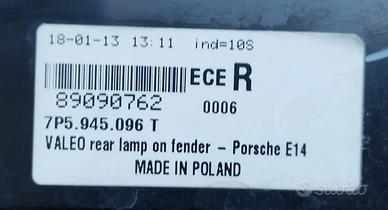 18-01-13 13:11 ind=10S
ECE R
89090762 0006
7P5.945.096 T
VALEO rear lamp on fender - Porsche E14
MADE IN POLAND
subito